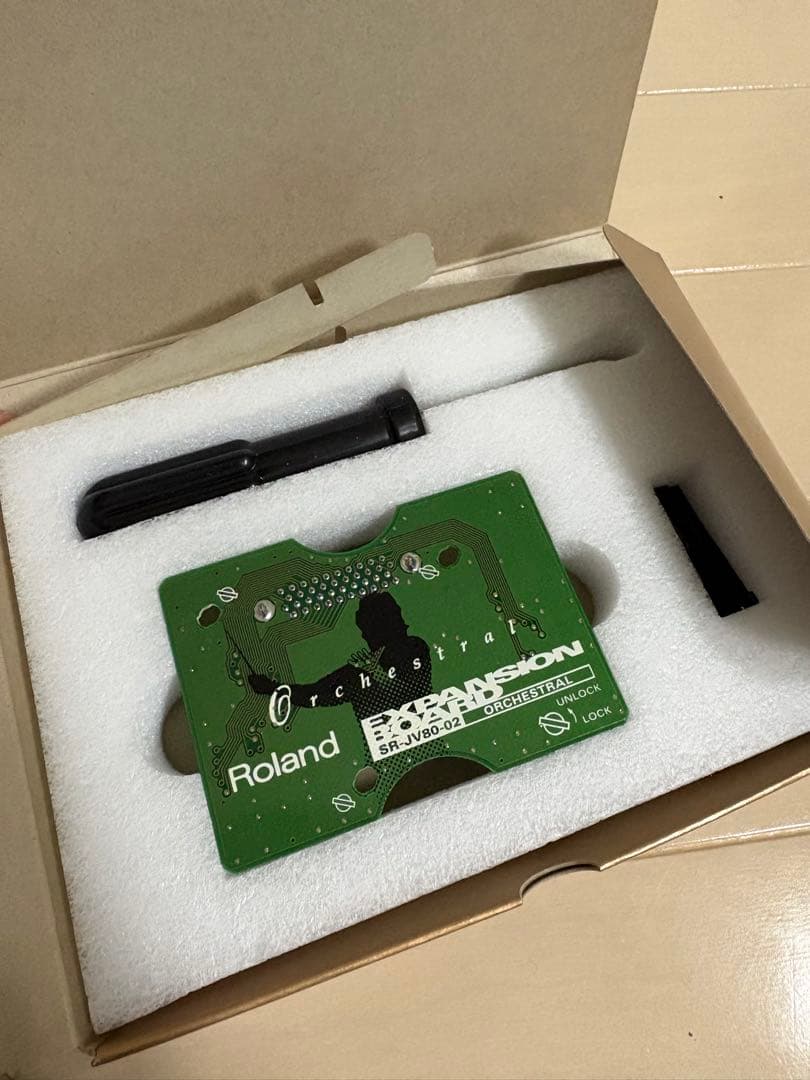 Orchestral
EXPANSION
BOARD
SR-JV80-02
ORCHESTRAL
UNLOCK
LOCK
Roland